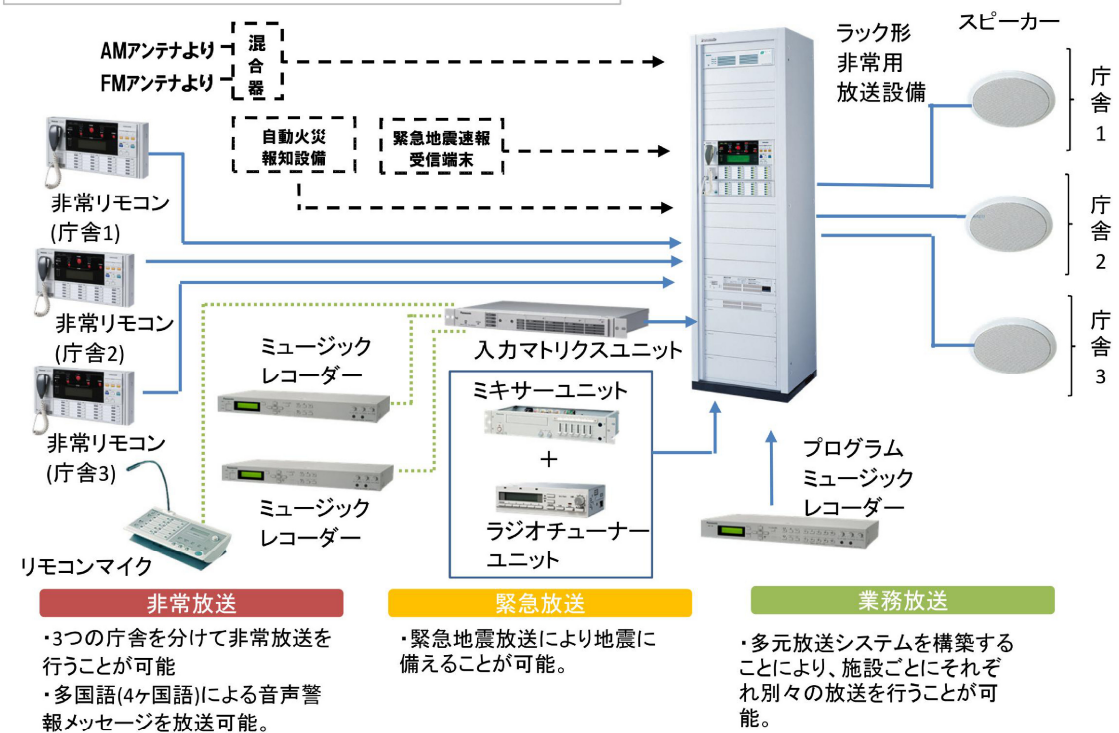 AMアンテナより
FMアンテナより
混
合
器
自動火災
報知設備
緊急地震速報
受信端末
ラック形
非常用
放送設備
スピーカー
庁
舎
1
庁
舎
2
庁
舎
3
非常リモコン
(庁舎1)
非常リモコン
(庁舎2)
非常リモコン
(庁舎3)
リモコンマイク
ミュージック
レコーダー
ミュージック
レコーダー
入力マトリクスユニット
ミキサーユニット
+
ラジオチューナー
ユニット
プログラム
ミュージック
レコーダー
非常放送
・3つの庁舎を分けて非常放送を
行うことが可能
・多国語(4ヶ国語)による音声警
報メッセージを放送可能。
緊急放送
・緊急地震放送により地震に
備えることが可能。
業務放送
・多元放送システムを構築する
ことにより、施設ごとにそれぞ
れ別々の放送を行うことが可
能。